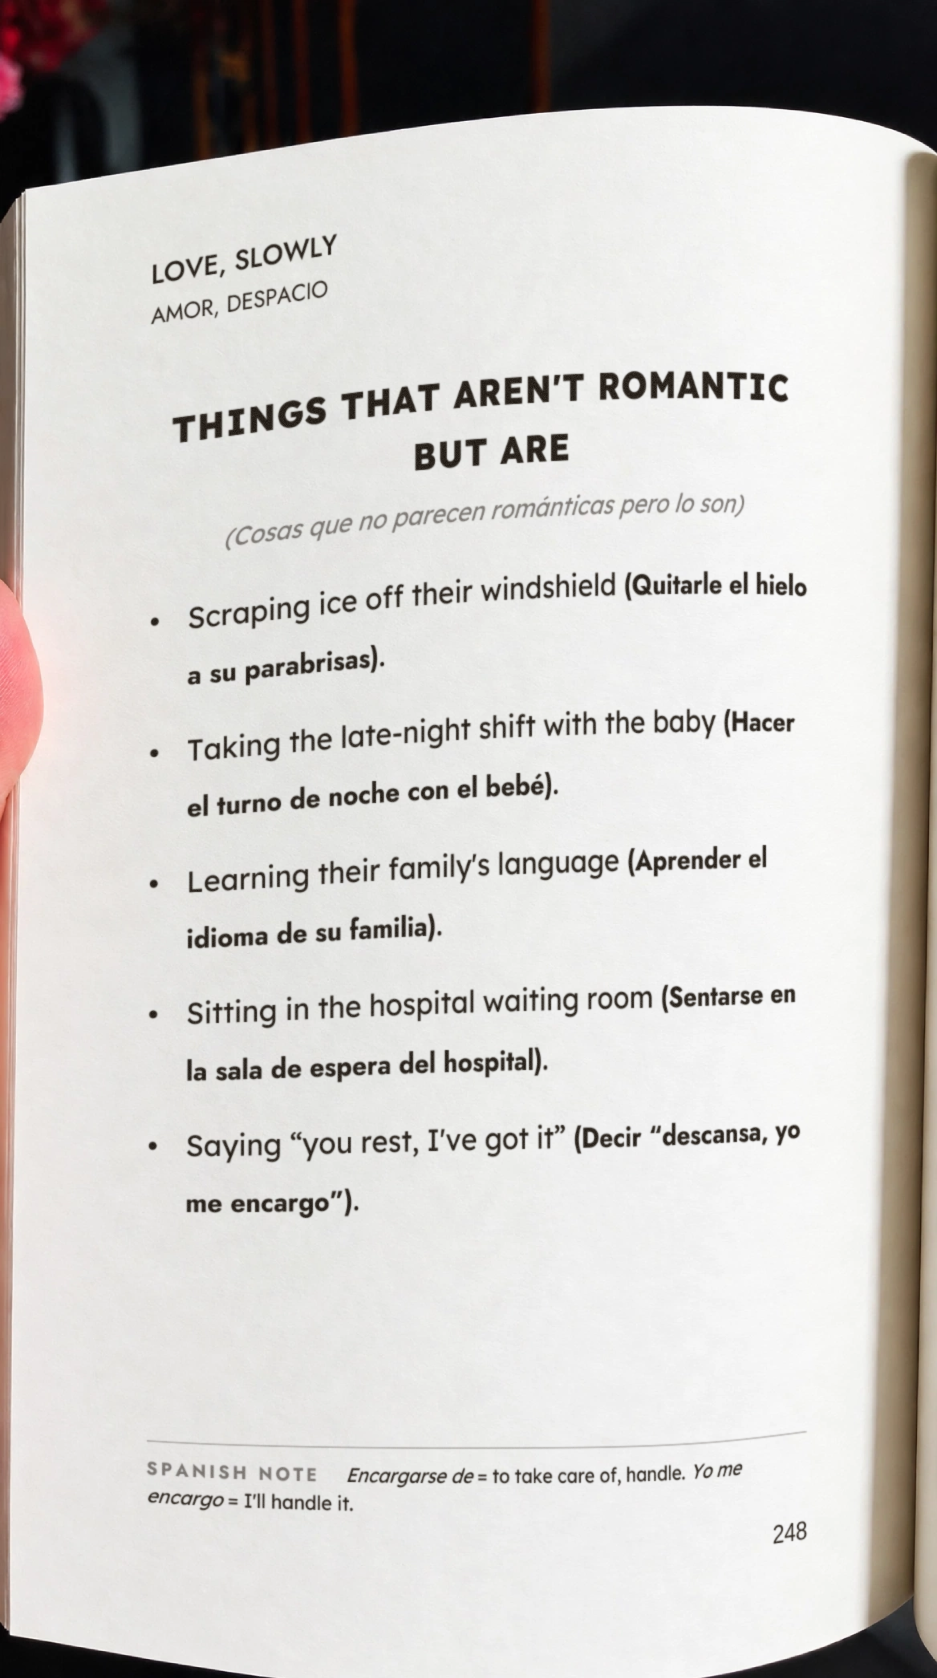 LOVE, SLOWLY
AMOR, DESPACIO
THINGS THAT AREN'T ROMANTIC
BUT ARE
(Cosas que no parecen románticas pero lo son)
• Scraping ice off their windshield (Quitarle el hielo
a su parabrisas).
• Taking the late-night shift with the baby (Hacer
el turno de noche con el bebé).
• Learning their family's language (Aprender el
idioma de su familia).
• Sitting in the hospital waiting room (Sentarse en
la sala de espera del hospital).
• Saying “you rest, I've got it” (Decir “descansa, yo
me encargo”).
SPANISH NOTE Encargarse de = to take care of, handle. Yo me
encargo = I'll handle it.
248